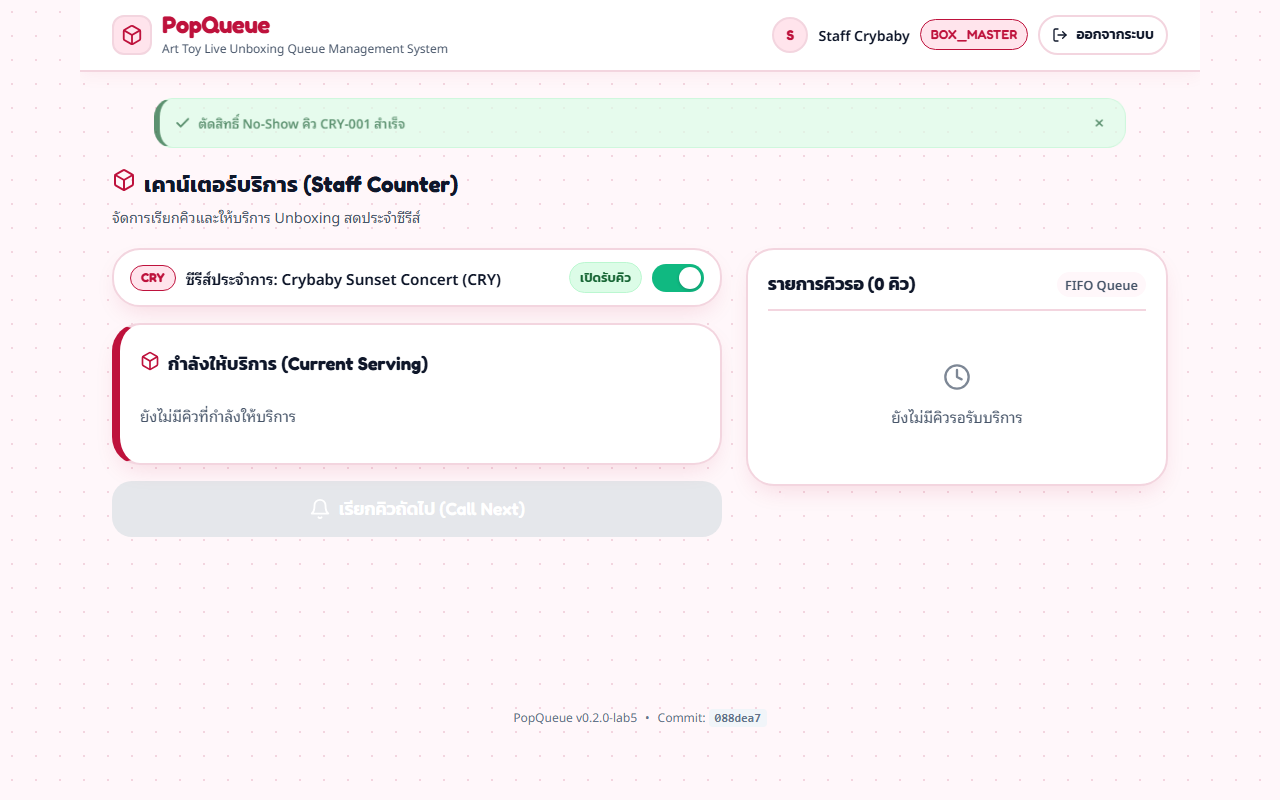 PopQueue
Art Toy Live Unboxing Queue Management System
S
Staff Crybaby
BOX_MASTER
ออกจากระบบ
ตัดสิทธิ์ No-Show คิว CRY-001 สำเร็จ
×
เคาน์เตอร์บริการ (Staff Counter)
จัดการเรียกคิวและให้บริการ Unboxing สดประจำซีรีส์
CRY
ซีรีส์ประจำการ: Crybaby Sunset Concert (CRY)
เปิดรับคิว
กำลังให้บริการ (Current Serving)
ยังไม่มีคิวที่กำลังให้บริการ
เรียกคิวถัดไป (Call Next)
รายการคิวรอ (0 คิว)
FIFO Queue
ยังไม่มีคิวรอรับบริการ
PopQueue v0.2.0-lab5 • Commit: 088dea7